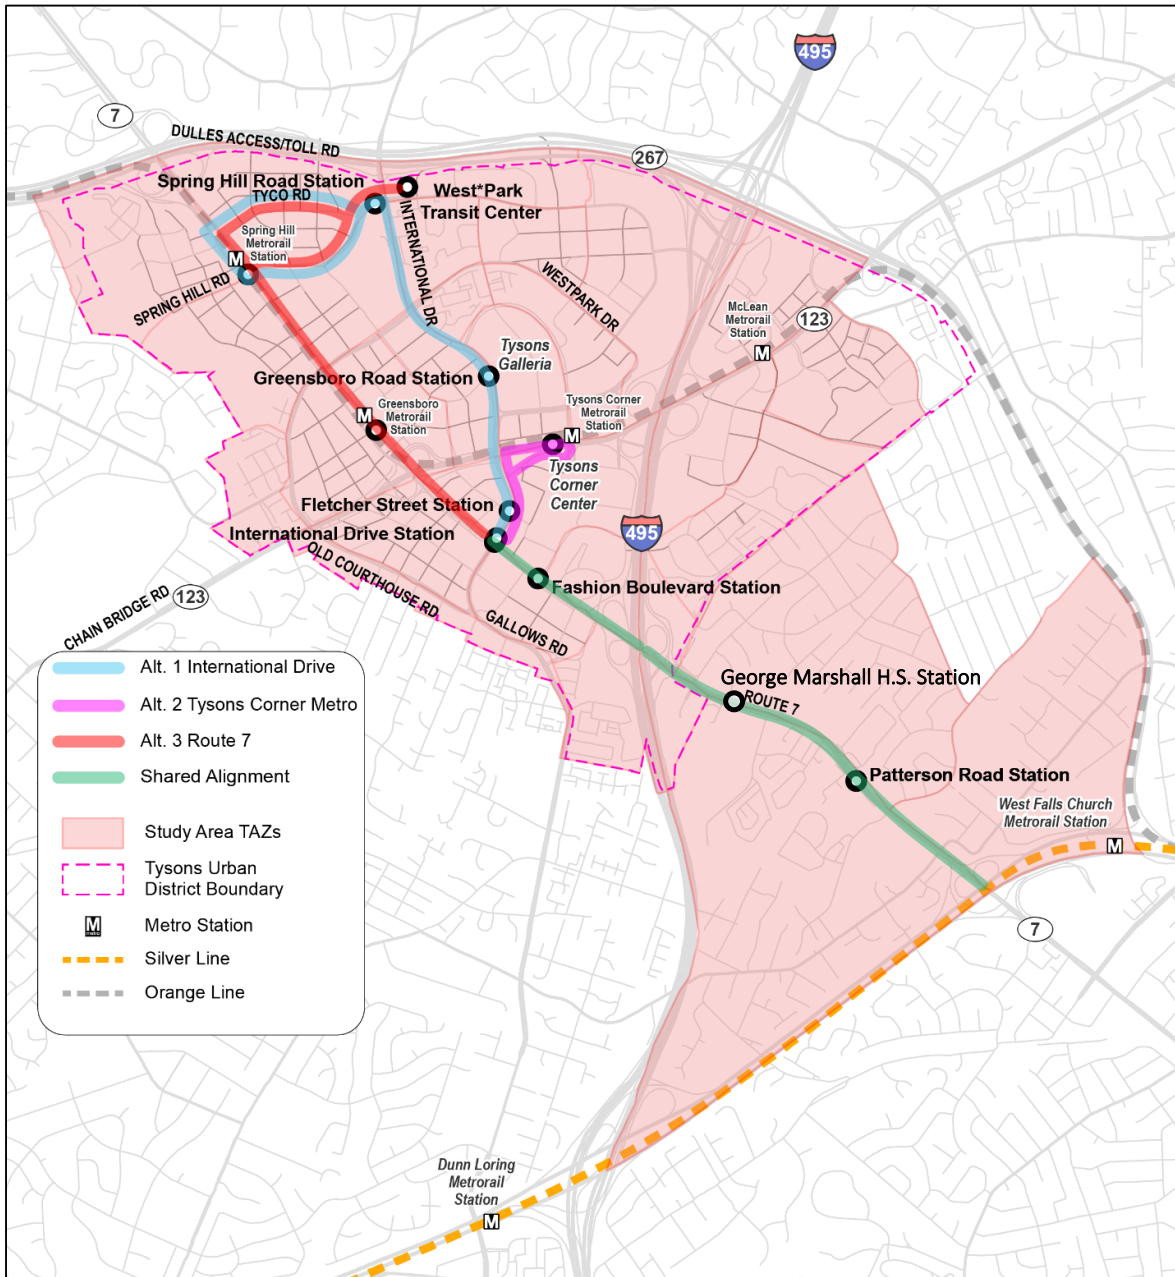 495
7
DULLES ACCESS/TOLL RD
267
Spring Hill Road Station
TYCO RD
West*Park
Transit Center
INTERNATIONAL DR
Spring Hill
Metrorail
Station
M
SPRING HILL RD
WESTPARK DR
McLean
Metrorail
Station
123
M
Tysons
Galleria
Greensboro Road Station
Greensboro
Metrorail
Station
M
Tysons Corner
Metrorail
Station
M
Tysons
Corner
Center
Fletcher Street Station
International Drive Station
495
OLD COURTHOUSE RD
Fashion Boulevard Station
CHAIN BRIDGE RD
123
GALLOWS RD
George Marshall H.S. Station
ROUTE 7
Patterson Road Station
West Falls Church
Metrorail Station
M
7
Alt. 1 International Drive
Alt. 2 Tysons Corner Metro
Alt. 3 Route 7
Shared Alignment
Study Area TAZs
Tysons Urban
District Boundary
M
Metro Station
Silver Line
Orange Line
Dunn Loring
Metrorail
Station
M